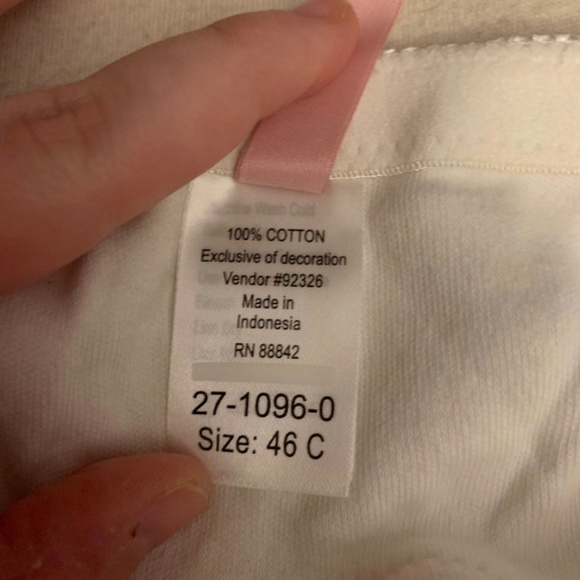 100% COTTON
Exclusive of decoration
Vendor #92326
Made in
Indonesia
RN 88842
27-1096-0
Size: 46 C